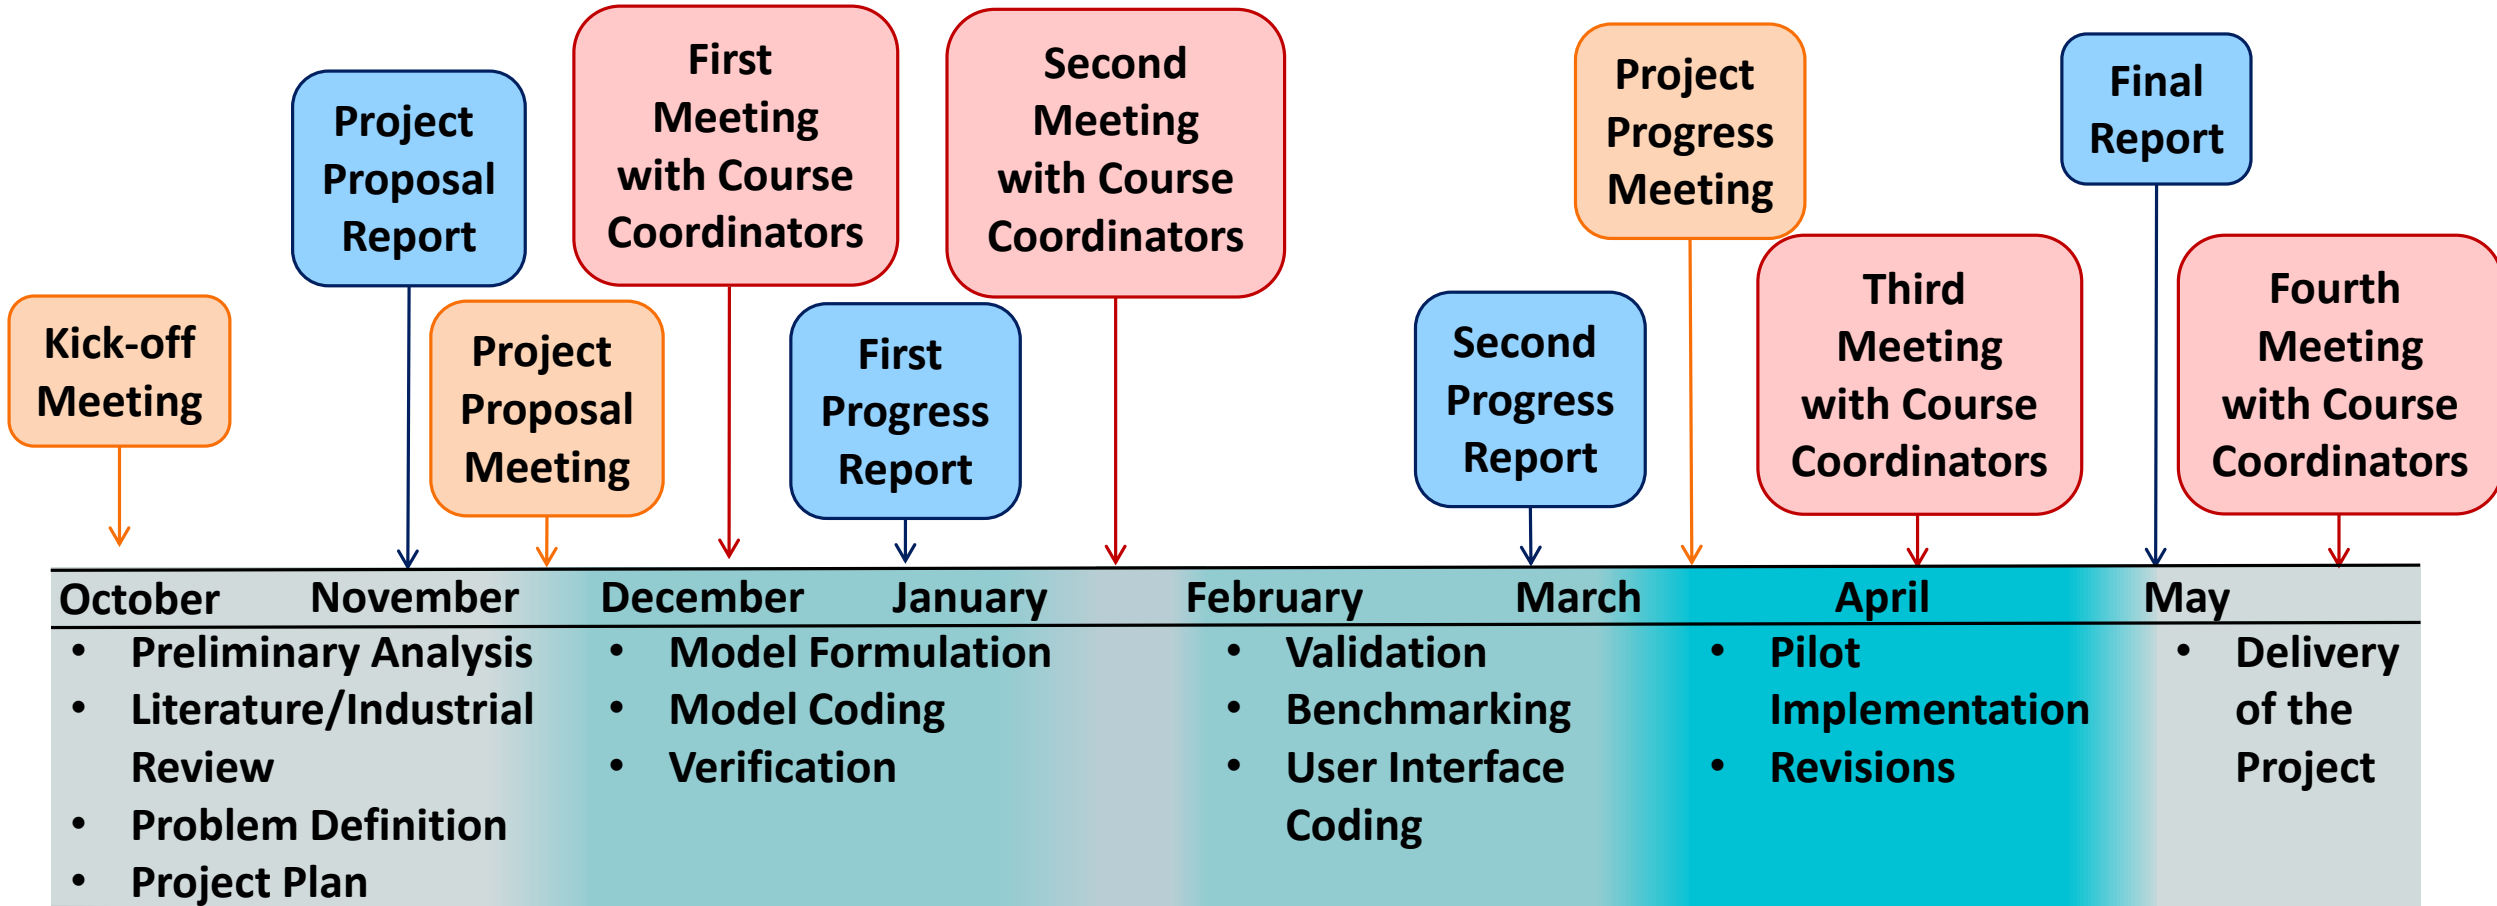 Kick-off
Meeting
Project
Proposal
Report
Project
Proposal
Meeting
First
Meeting
with Course
Coordinators
First
Progress
Report
Second
Meeting
with Course
Coordinators
Second
Progress
Report
Project
Progress
Meeting
Third
Meeting
with Course
Coordinators
Final
Report
Fourth
Meeting
with Course
Coordinators
October November December January February March April May
• Preliminary Analysis
• Literature/Industrial
Review
• Problem Definition
• Project Plan
• Model Formulation
• Model Coding
• Verification
• Validation
• Benchmarking
• User Interface
Coding
• Pilot
Implementation
• Revisions
• Delivery
of the
Project